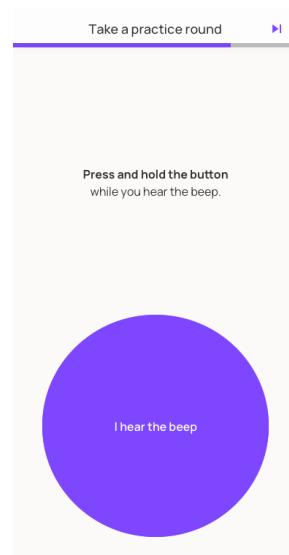 Take a practice round
Press and hold the button
while you hear the beep.
I hear the beep